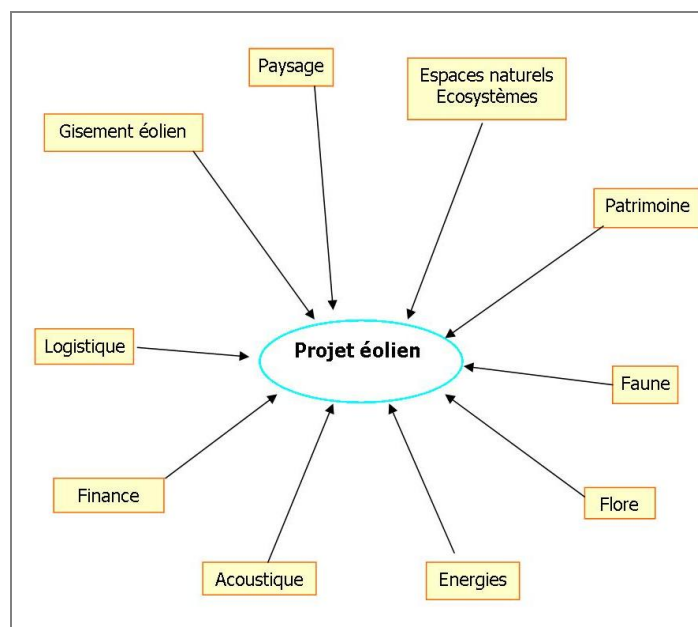 Paysage
Espaces naturels
Ecosystèmes
Gisement éolien
Patrimoine
Logistique
Projet éolien
Faune
Finance
Flore
Acoustique
Energies